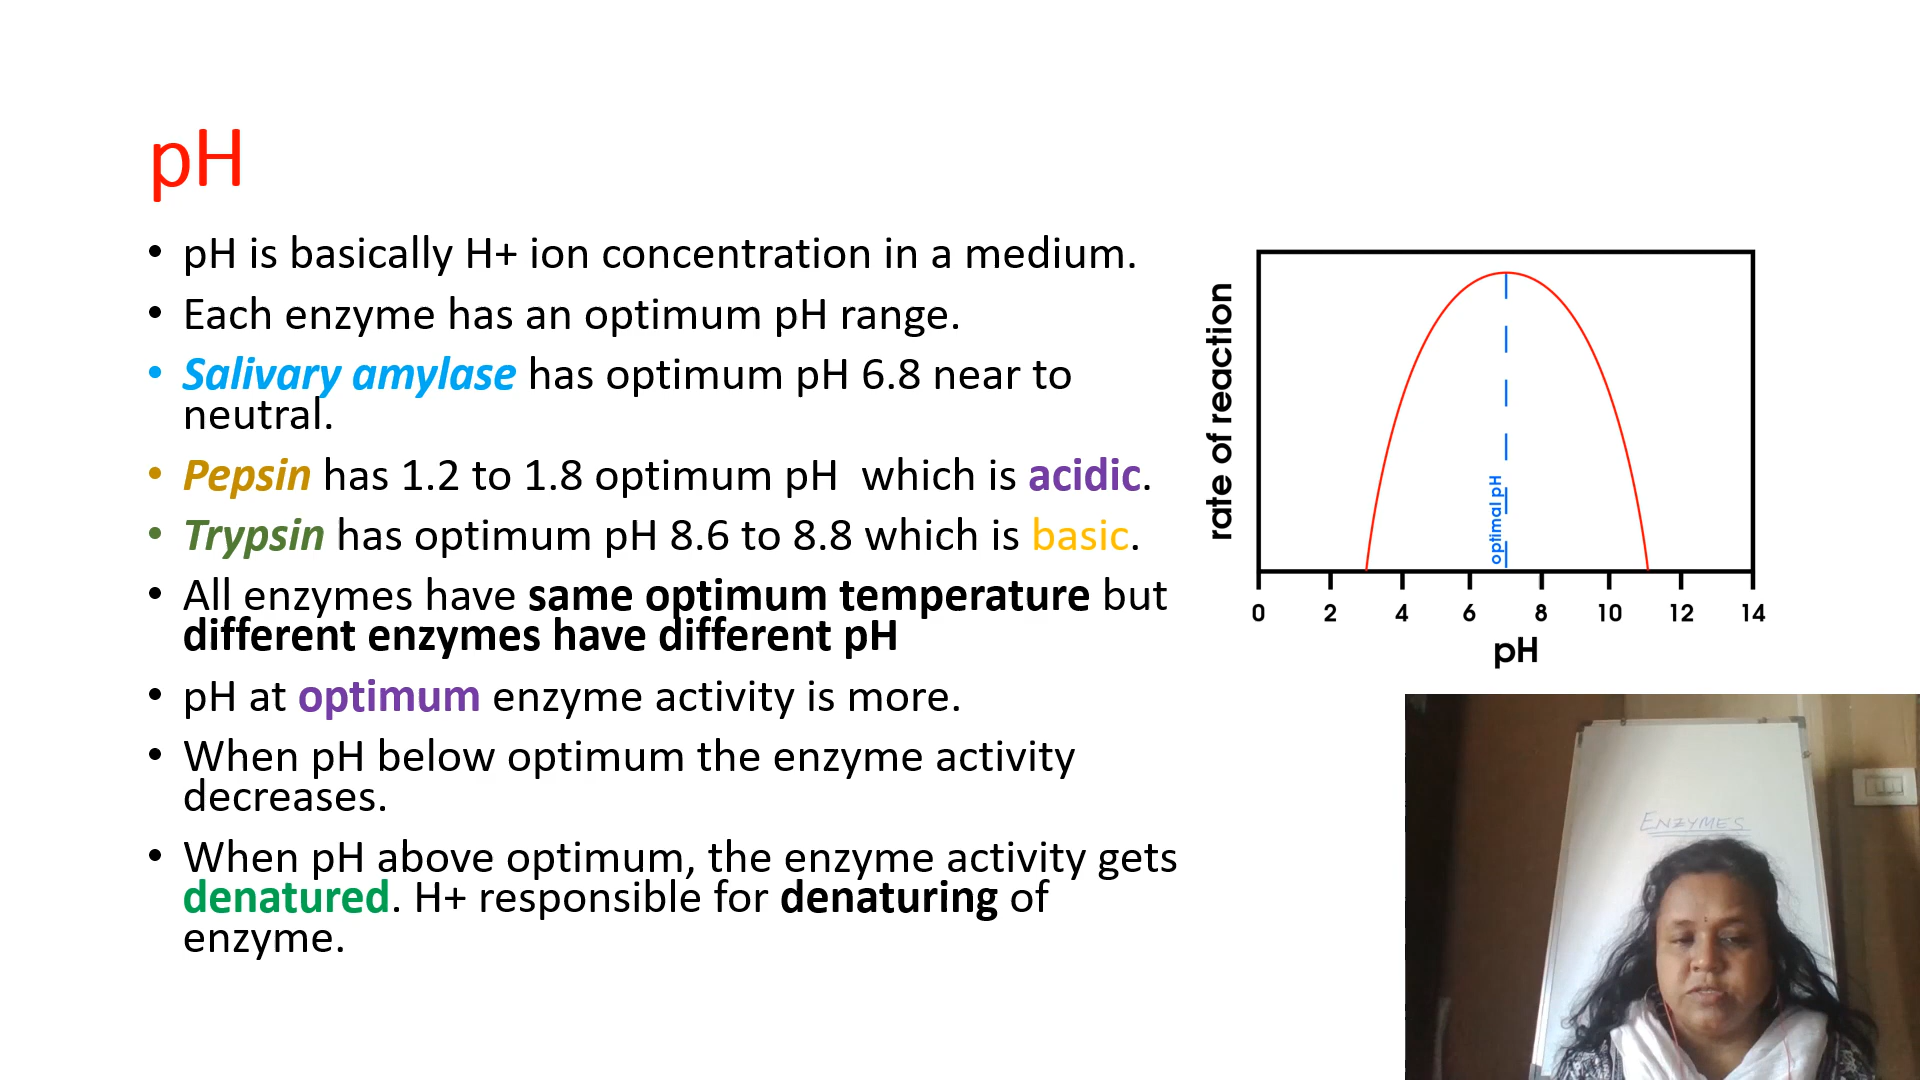 pH
• pH is basically H+ ion concentration in a medium.
• Each enzyme has an optimum pH range.
• Salivary amylase has optimum pH 6.8 near to
neutral.
• Pepsin has 1.2 to 1.8 optimum pH  which is acidic.
• Trypsin has optimum pH 8.6 to 8.8 which is basic.
• All enzymes have same optimum temperature but
different enzymes have different pH
• pH at optimum enzyme activity is more.
• When pH below optimum the enzyme activity
decreases.
• When pH above optimum, the enzyme activity gets
denatured. H+ responsible for denaturing of
enzyme.
rate of reaction
optimal pH
0 2 4 6 8 10 12 14
pH
ENZYMES